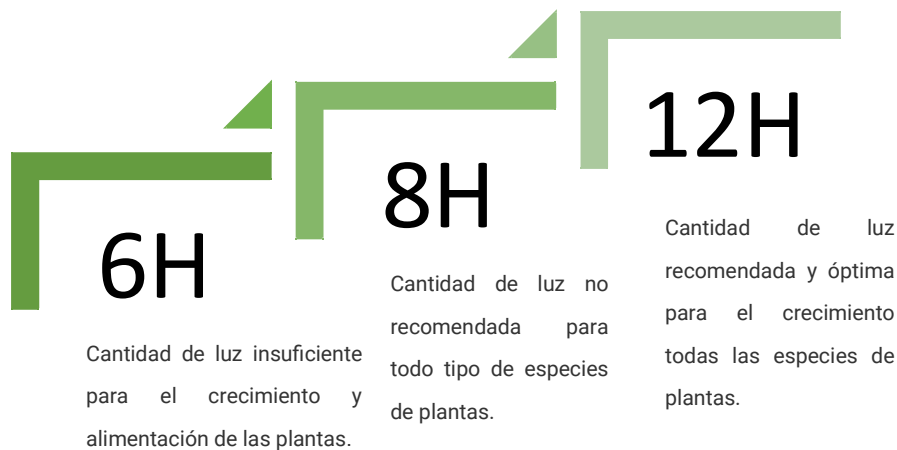 6H
Cantidad de luz insuficiente
para el crecimiento y
alimentación de las plantas.
8H
Cantidad de luz no
recomendada para
todo tipo de especies
de plantas.
12H
Cantidad de luz
recomendada y óptima
para el crecimiento
todas las especies de
plantas.